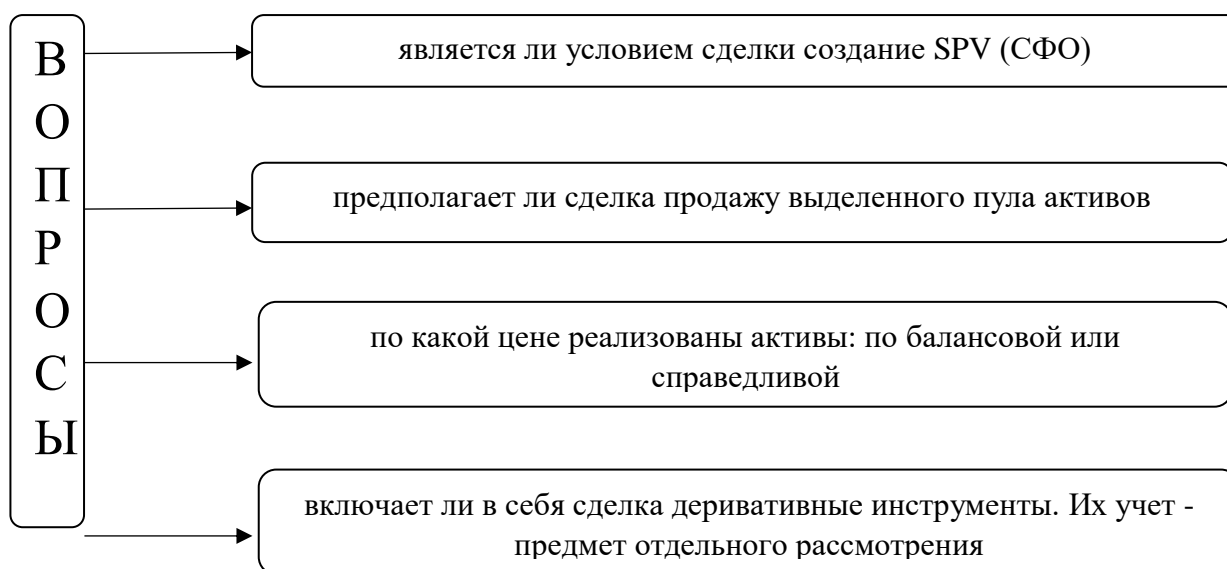 ВОПРОСЫ
является ли условием сделки создание SPV (СФО)
предполагает ли сделка продажу выделенного пула активов
по какой цене реализованы активы: по балансовой или
справедливой
включает ли в себя сделка деривативные инструменты. Их учет -
предмет отдельного рассмотрения